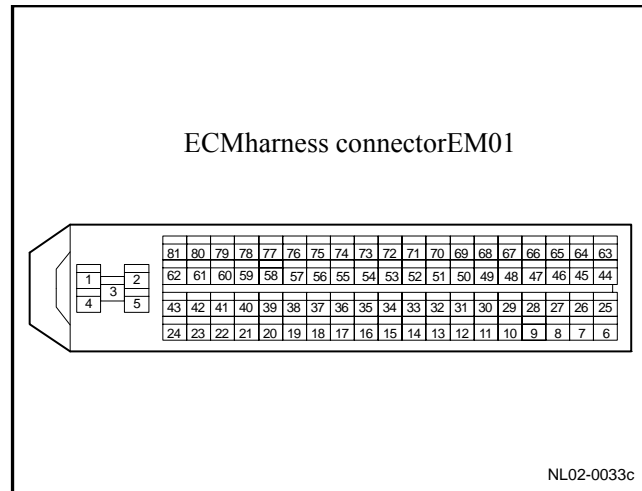 ECMharness connectorEM01
81 80 79 78 77 76 75 74 73 72 71 70 69 68 67 66 65 64 63
1 2 62 61 60 59 58 57 56 55 54 53 52 51 50 49 48 47 46 45 44
3
4 5 43 42 41 40 39 38 37 36 35 34 33 32 31 30 29 28 27 26 25
24 23 22 21 20 19 18 17 16 15 14 13 12 11 10 9 8 7 6
NL02-0033c